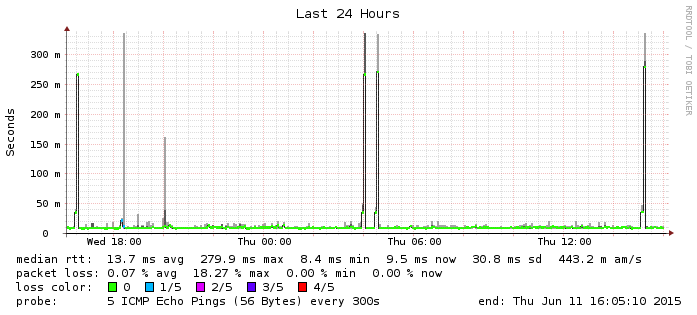 Last 24 Hours
RRDTOOL / TOBI OETIKER
Seconds
300 m
250 m
200 m
150 m
100 m
50 m
0
Wed 18:00 Thu 00:00 Thu 06:00 Thu 12:00
median rtt: 13.7 ms avg 279.9 ms max 8.4 ms min 9.5 ms now 30.8 ms sd 443.2 m am/s
packet loss: 0.07 % avg 18.27 % max 0.00 % min 0.00 % now
loss color: 0 1/5 2/5 3/5 4/5
probe: 5 ICMP Echo Pings (56 Bytes) every 300s end: Thu Jun 11 16:05:10 2015